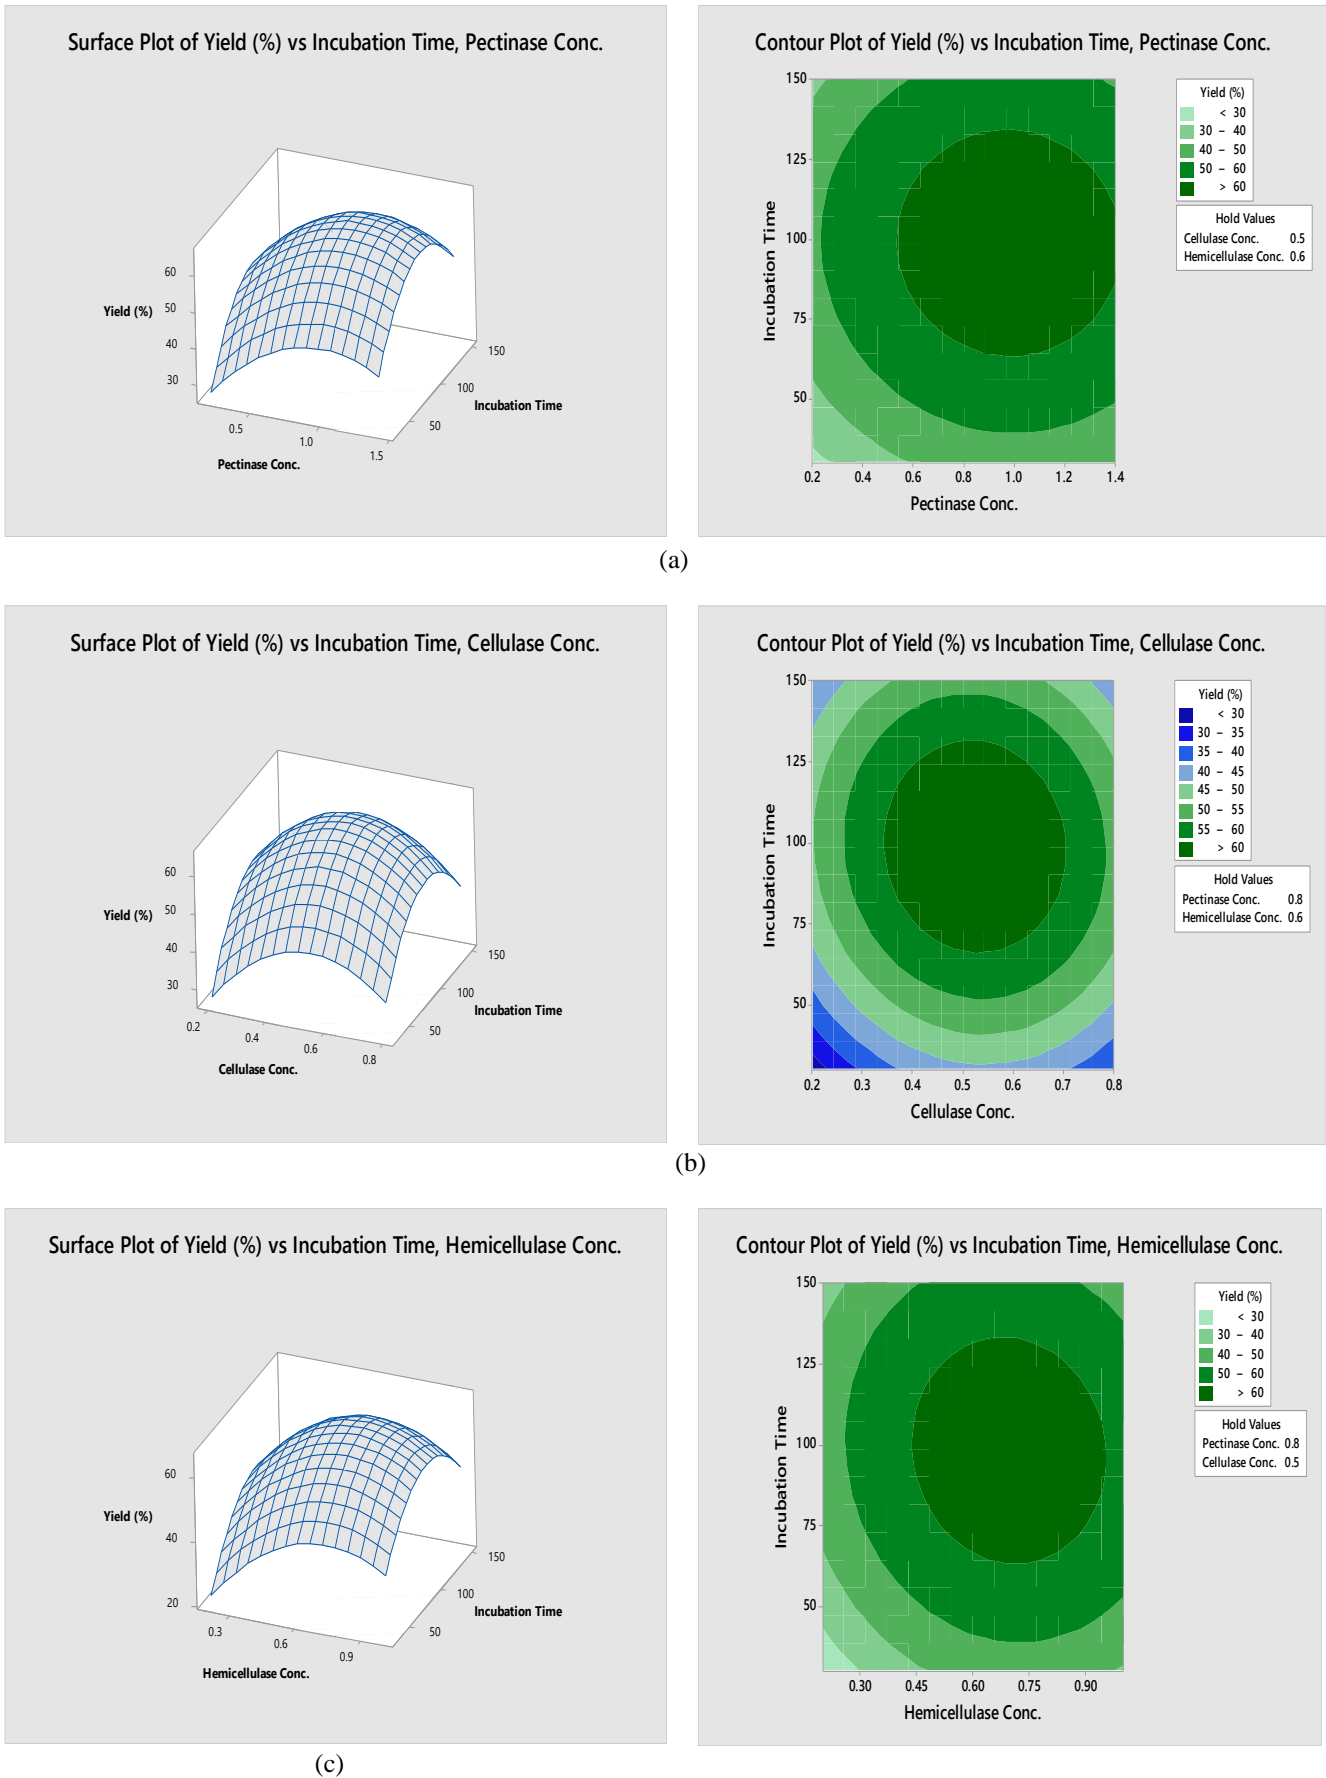 Surface Plot of Yield (%) vs Incubation Time, Pectinase Conc.
60
50
Yield (%)
40
30
0.5
1.0
1.5
Pectinase Conc.
150
100
50
Incubation Time
Contour Plot of Yield (%) vs Incubation Time, Pectinase Conc.
150
125
100
75
50
Incubation Time
0.2 0.4 0.6 0.8 1.0 1.2 1.4
Pectinase Conc.
Yield (%)
< 30
30 – 40
40 – 50
50 – 60
> 60
Hold Values
Cellulase Conc. 0.5
Hemicellulase Conc. 0.6
(a)
Surface Plot of Yield (%) vs Incubation Time, Cellulase Conc.
60
50
Yield (%)
40
30
0.2
0.4
0.6
0.8
Cellulase Conc.
150
100
50
Incubation Time
Contour Plot of Yield (%) vs Incubation Time, Cellulase Conc.
150
125
100
75
50
Incubation Time
0.2 0.3 0.4 0.5 0.6 0.7 0.8
Cellulase Conc.
Yield (%)
< 30
30 – 35
35 – 40
40 – 45
45 – 50
50 – 55
55 – 60
> 60
Hold Values
Pectinase Conc. 0.8
Hemicellulase Conc. 0.6
(b)
Surface Plot of Yield (%) vs Incubation Time, Hemicellulase Conc.
60
Yield (%)
40
20
0.3
0.6
0.9
Hemicellulase Conc.
150
100
50
Incubation Time
Contour Plot of Yield (%) vs Incubation Time, Hemicellulase Conc.
150
125
100
75
50
Incubation Time
0.30 0.45 0.60 0.75 0.90
Hemicellulase Conc.
Yield (%)
< 30
30 – 40
40 – 50
50 – 60
> 60
Hold Values
Pectinase Conc. 0.8
Cellulase Conc. 0.5
(c)